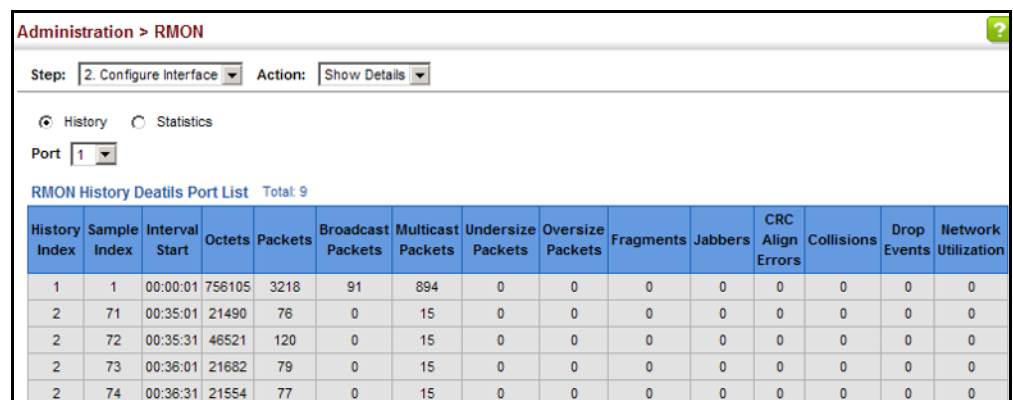 Administration > RMON
?
Step: 2. Configure Interface Action: Show Details
History Statistics
Port 1
RMON History Deatils Port List Total: 9
History Index Sample Index Interval Start Octets Packets Broadcast Packets Multicast Packets Undersize Packets Oversize Packets Fragments Jabbers CRC Align Errors Collisions Drop Events Network Utilization
1 1 00:00:01 756105 3218 91 894 0 0 0 0 0 0 0 0
2 71 00:35:01 21490 76 0 15 0 0 0 0 0 0 0 0
2 72 00:35:31 46521 120 0 15 0 0 0 0 0 0 0 0
2 73 00:36:01 21682 79 0 15 0 0 0 0 0 0 0 0
2 74 00:36:31 21554 77 0 15 0 0 0 0 0 0 0 0